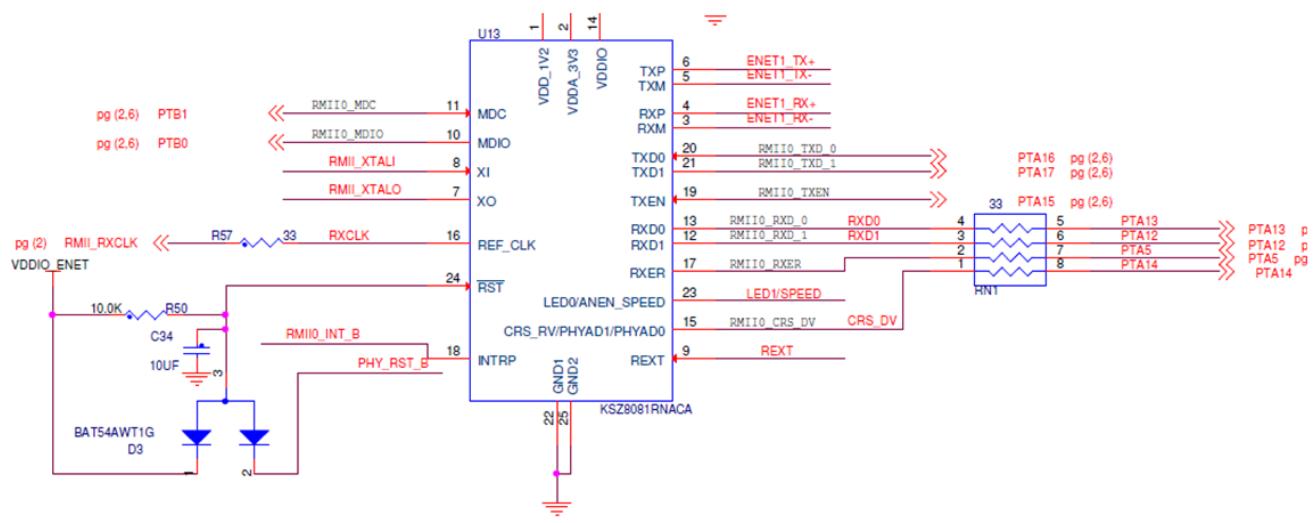 U13
1
2
14
VDD_1V2
VDDA_3V3
VDDIO
TXP 6 ENET1_TX+
TXM 5 ENET1_TX-
RXP 4 ENET1_RX+
RXM 3 ENET1_RX-
pg (2,6) PTB1 RMII0_MDC 11 MDC
pg (2,6) PTB0 RMII0_MDIO 10 MDIO
RMII_XTALI 8 XI
RMII_XTALO 7 XO
pg (2) RMII_RXCLK R57 33 RXCLK 16 REF_CLK
TXD0 20 RMII0_TXD_0 PTA16 pg (2,6)
TXD1 21 RMII0_TXD_1 PTA17 pg (2,6)
TXEN 19 RMII0_TXEN PTA15 pg (2,6)
33
RXD0 13 RMII0_RXD_0 RXD0 4 5 PTA13 PTA13 p
RXD1 12 RMII0_RXD_1 RXD1 3 6 PTA12 PTA12 p
RXER 17 RMII0_RXER 2 7 PTA5 PTA5 pg
1 8 PTA14 PTA14
RN1
VDDIO_ENET
24 RST
LED0/ANEN_SPEED 23 LED1/SPEED
10.0K R50
CRS_RV/PHYAD1/PHYAD0 15 RMII0_CRS_DV CRS_DV
C34
10UF
RMII0_INT_B 18 INTRP
REXT 9 REXT
PHY_RST_B
3
GND1
GND2
22
25
KSZ8081RNACA
BAT54AWT1G
D3
1
2